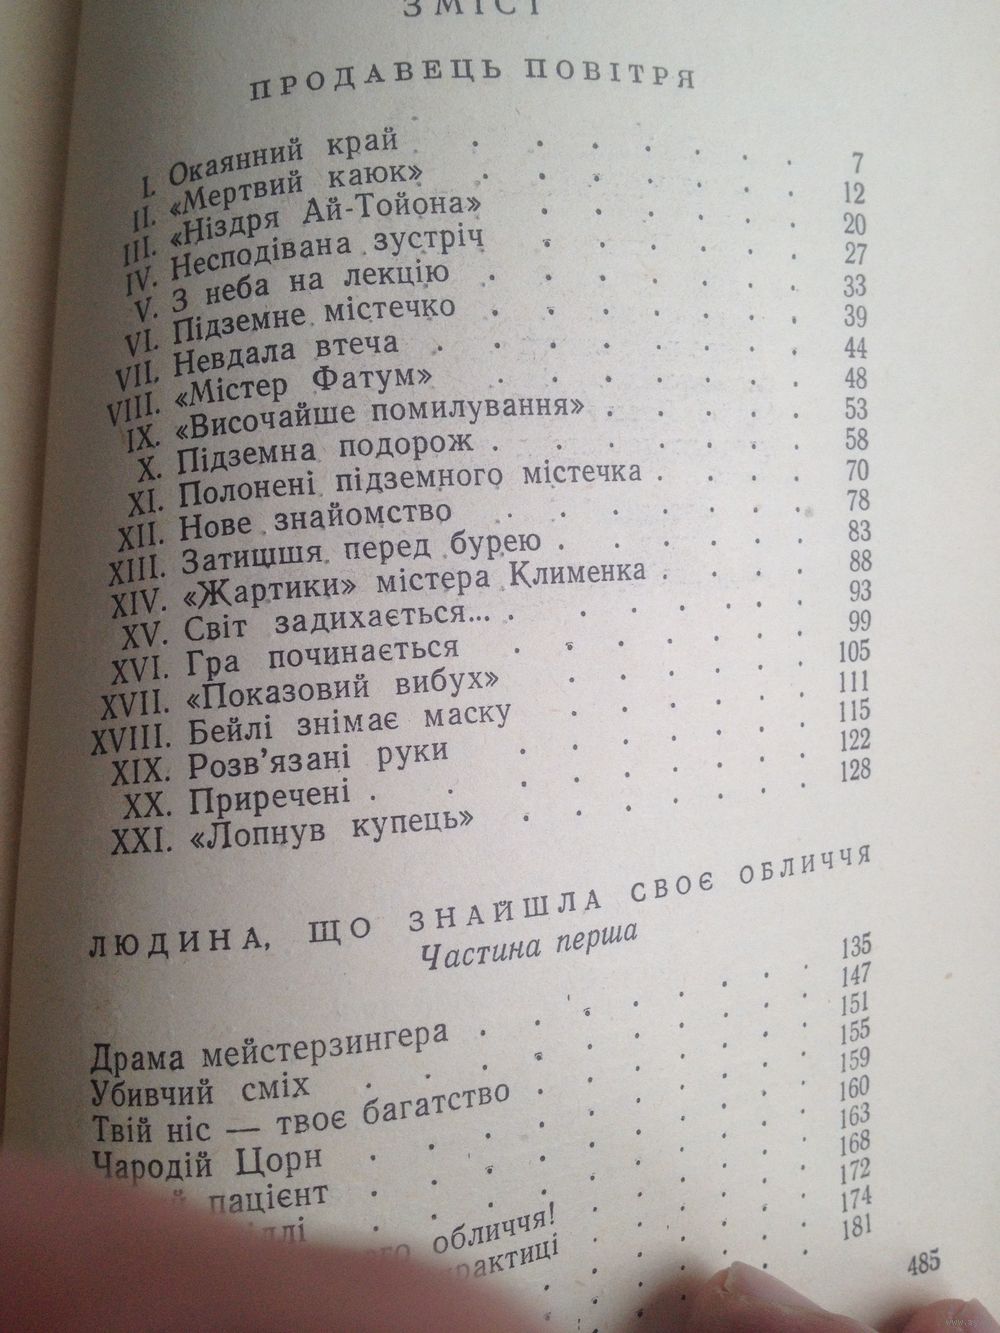 ЗМІСТ
ПРОДАВЕЦЬ ПОВІТРЯ
I. Окаянний край . . . . . . . 7
II. «Мертвий каюк» . . . . . . 12
III. «Ніздря Ай-Тойона» . . . . . 20
IV. Несподівана зустріч . . . . . 27
V. З неба на лекцію . . . . . . 33
VI. Підземне містечко . . . . . . 39
VII. Невдала втеча . . . . . . . 44
VIII. «Містер Фатум» . . . . . . 48
IX. «Височайше помилування» . . . . 53
X. Підземна подорож . . . . . . 58
XI. Полонені підземного містечка . . . . 70
XII. Нове знайомство . . . . . . 78
XIII. Затишшя перед бурею . . . . . 83
XIV. «Жартики» містера Клименка . . . . 88
XV. Світ задихається... . . . . . . 93
XVI. Гра починається . . . . . . 99
XVII. «Показовий вибух» . . . . . 105
XVIII. Бейлі знімає маску . . . . . 111
XIX. Розв'язані руки . . . . . . 115
XX. Приречені . . . . . . . 122
XXI. «Лопнув купець» . . . . . . 128
ЛЮДИНА, ЩО ЗНАЙШЛА СВОЄ ОБЛИЧЧЯ
Частина перша
Драма мейстерзингера . . . . . . 135
Убивчий сміх . . . . . . . . 147
Твій ніс — твоє багатство . . . . . 151
Чародій Цорн . . . . . . . . 155
пацієнт . . . . . . . . 159
160
обличчя! . . . . 163
практиці . . . . 168
172
174
181
485